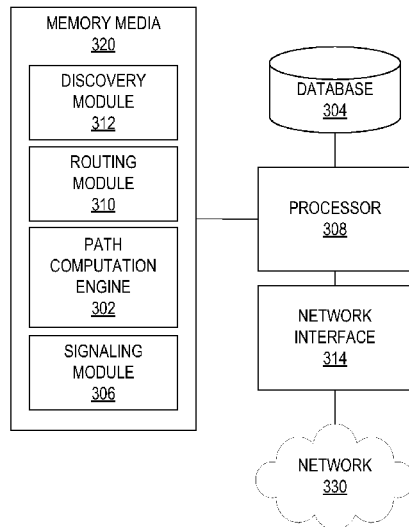 MEMORY MEDIA
320
DISCOVERY
MODULE
312
ROUTING
MODULE
310
PATH
COMPUTATION
ENGINE
302
SIGNALING
MODULE
306
DATABASE
304
PROCESSOR
308
NETWORK
INTERFACE
314
NETWORK
330